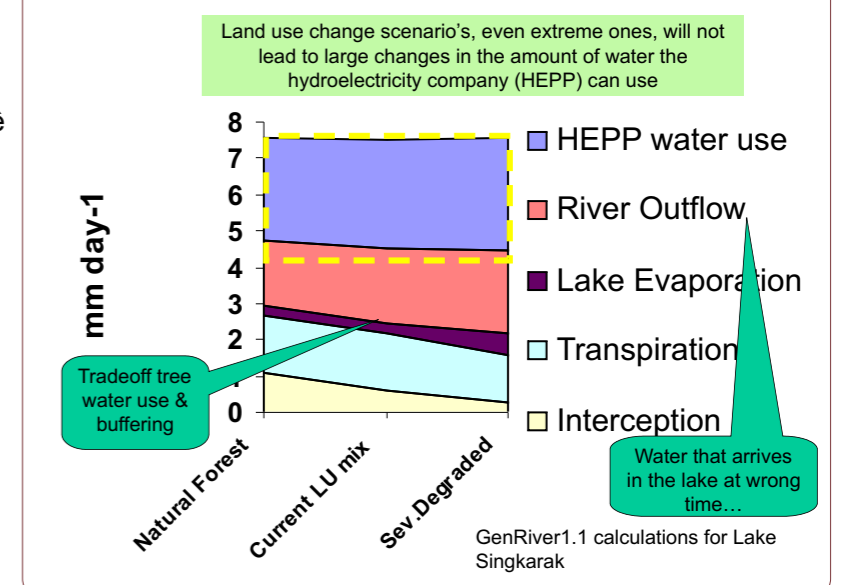 Land use change scenario's, even extreme ones, will not
lead to large changes in the amount of water the
hydroelectricity company (HEPP) can use
8
7
6
5
4
3
2
0
mm day-1
HEPP water use
River Outflow
Lake Evaporation
Transpiration
Interception
Tradeoff tree
water use &
buffering
Water that arrives
in the lake at wrong
time…
Natural Forest
Current LU mix
Sev.Degraded
GenRiver1.1 calculations for Lake
Singkarak